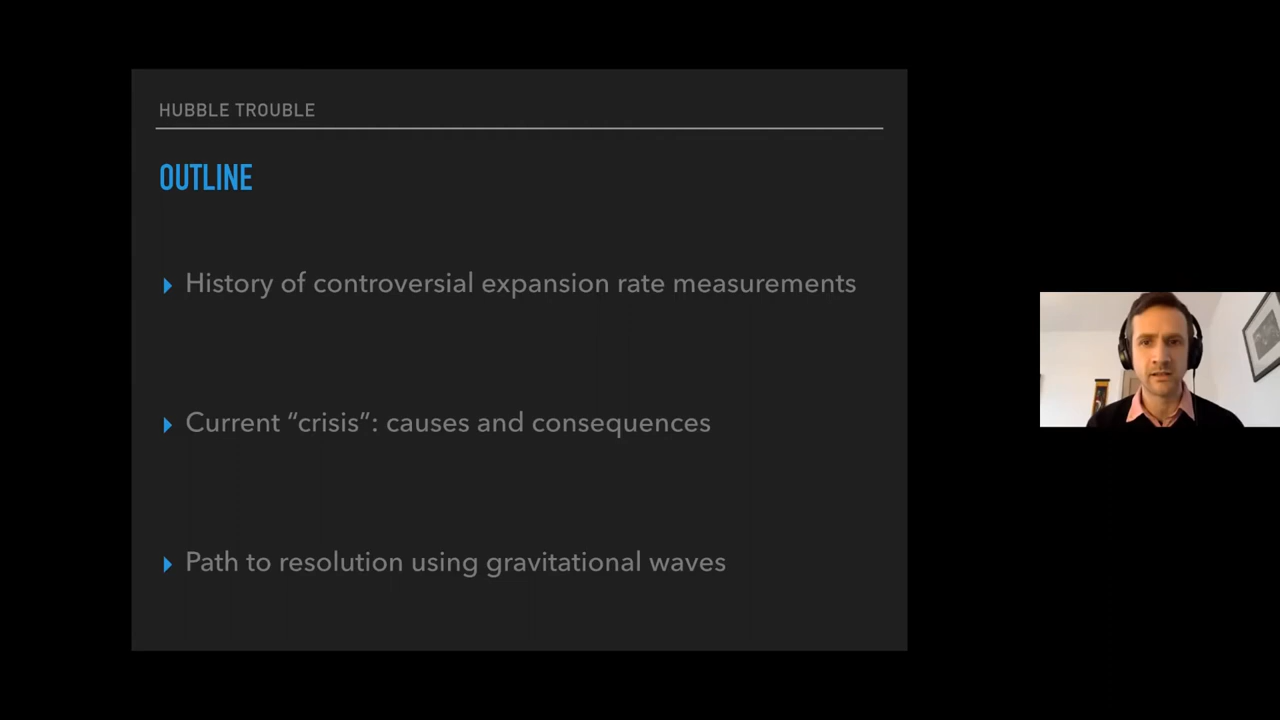 HUBBLE TROUBLE
OUTLINE
History of controversial expansion rate measurements
Current “crisis”: causes and consequences
Path to resolution using gravitational waves